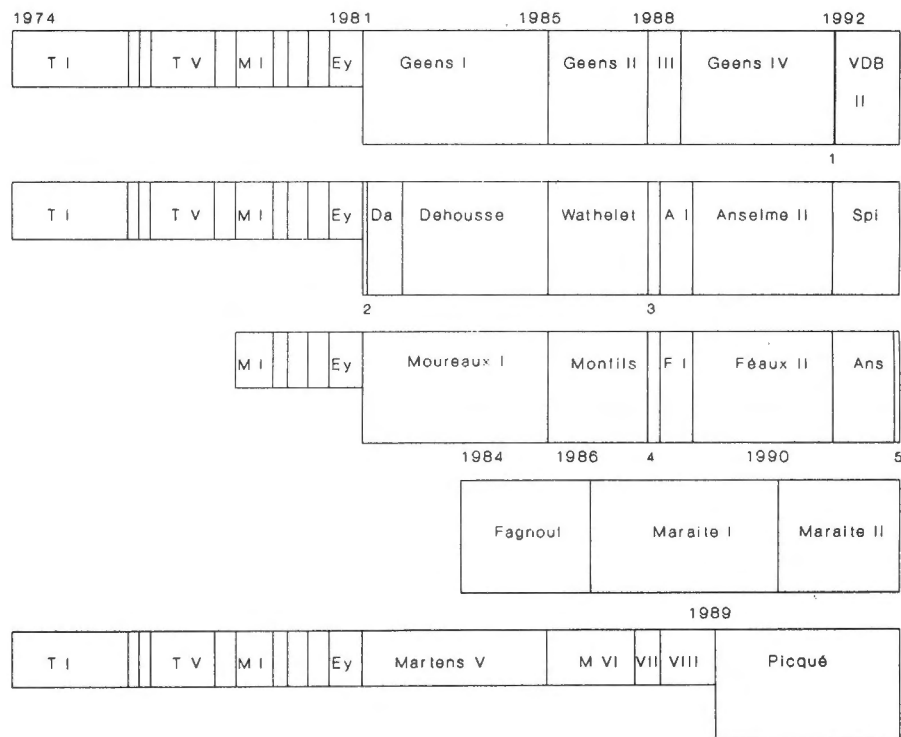 1974 1981 1985 1988 1992
T I T V M I Ey Geens I Geens II III Geens IV VDB
II
1
T I T V M I Ey Da Dehousse Wathelet A I Anselme II Spi
2 3
M I Ey Moureaux I Monfils F I Féaux II Ans
1984 1986 4 1990 5
Fagnoul Maraite I Maraite II
1989
T I T V M I Ey Martens V M VI VII VIII Picqué